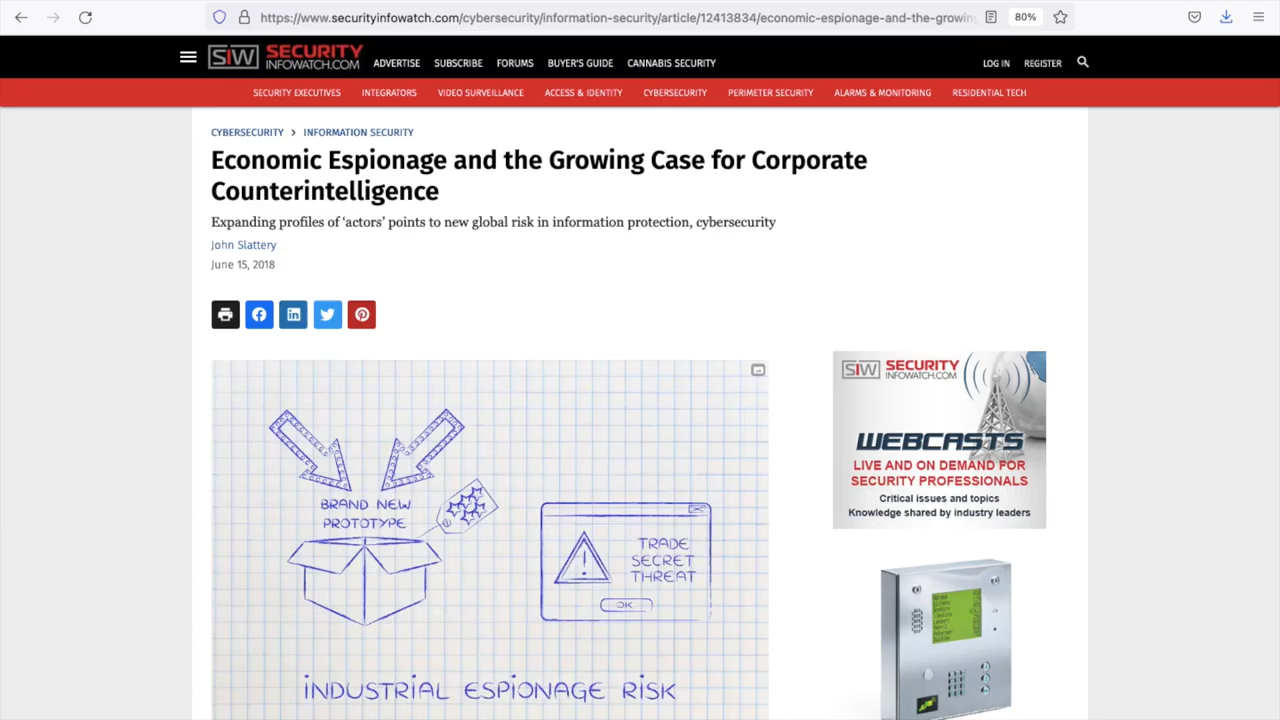 https://www.securityinfowatch.com/cybersecurity/information-security/article/12413834/economic-espionage-and-the-growin
80%
SIW SECURITY INFOWATCH.COM
ADVERTISE SUBSCRIBE FORUMS BUYER'S GUIDE CANNABIS SECURITY
LOG IN REGISTER
SECURITY EXECUTIVES INTEGRATORS VIDEO SURVEILLANCE ACCESS & IDENTITY CYBERSECURITY PERIMETER SECURITY ALARMS & MONITORING RESIDENTIAL TECH
CYBERSECURITY > INFORMATION SECURITY
Economic Espionage and the Growing Case for Corporate
Counterintelligence
Expanding profiles of ‘actors’ points to new global risk in information protection, cybersecurity
John Slattery
June 15, 2018
BRAND NEW
PROTOTYPE
TRADE
SECRET
THREAT
OK
INDUSTRIAL ESPIONAGE RISK
SIW SECURITY
INFOWATCH.COM
WEBCASTS
LIVE AND ON DEMAND FOR
SECURITY PROFESSIONALS
Critical issues and topics
Knowledge shared by industry leaders